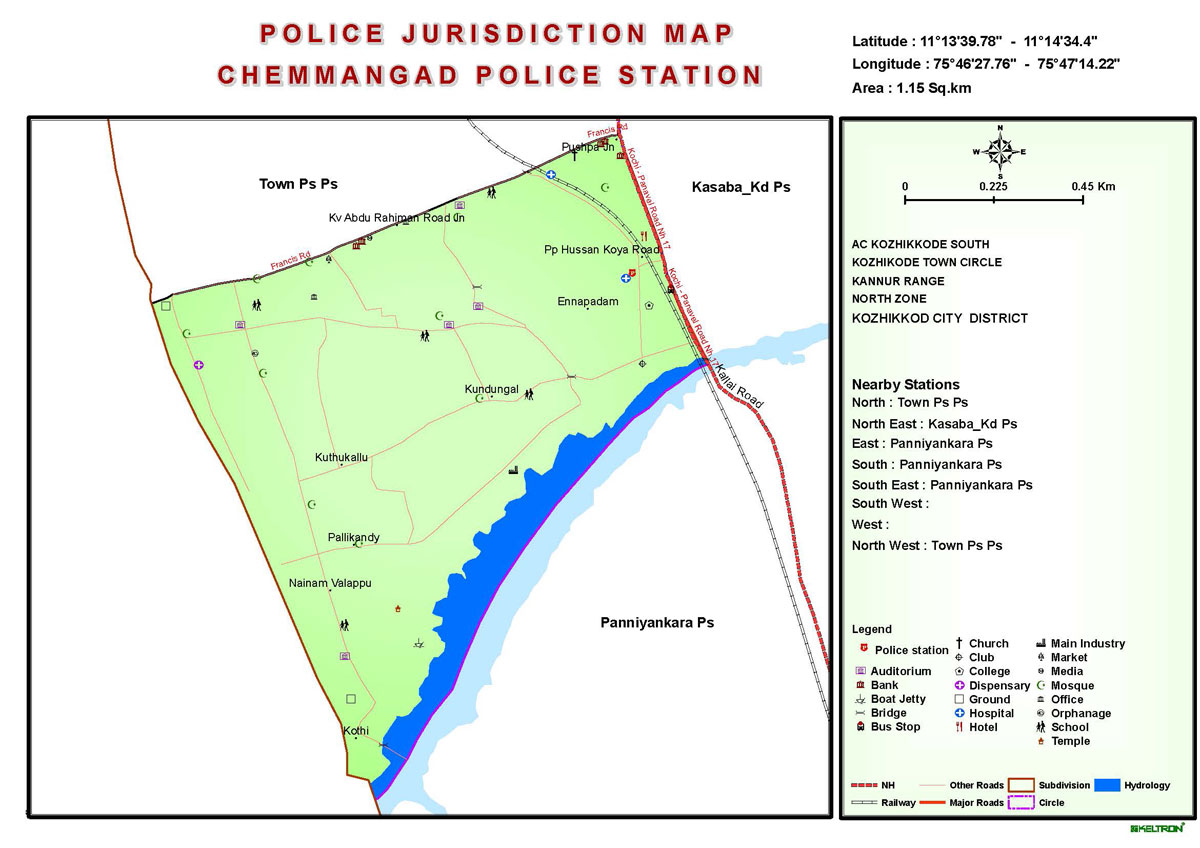 POLICE JURISDICTION MAP
CHEMMANGAD POLICE STATION
Latitude : 11°13'39.78" - 11°14'34.4"
Longitude : 75°46'27.76" - 75°47'14.22"
Area : 1.15 Sq.km
Francis Rd
Pushpa Jn
Town Ps Ps
Kasaba_Kd Ps
Kochi - Panaval Road Nh 17
Kv Abdu Rahiman Road Jn
Pp Hussan Koya Road
Francis Rd
Kochi - Panaval Road Nh 17
Ennapadam
Kallai Road
Kundungal
Kuthukallu
Pallikandy
Nainam Valappu
Panniyankara Ps
Kothi
N
W E
S
0 0.225 0.45 Km
AC KOZHIKKODE SOUTH
KOZHIKODE TOWN CIRCLE
KANNUR RANGE
NORTH ZONE
KOZHIKKOD CITY DISTRICT
Nearby Stations
North : Town Ps Ps
North East : Kasaba_Kd Ps
East : Panniyankara Ps
South : Panniyankara Ps
South East : Panniyankara Ps
South West :
West :
North West : Town Ps Ps
Legend
Police station
Auditorium
Bank
Boat Jetty
Bridge
Bus Stop
Church
Club
College
Dispensary
Ground
Hospital
Hotel
Main Industry
Market
Media
Mosque
Office
Orphanage
School
Temple
NH Other Roads Subdivision Hydrology
Railway Major Roads Circle
KELTRON